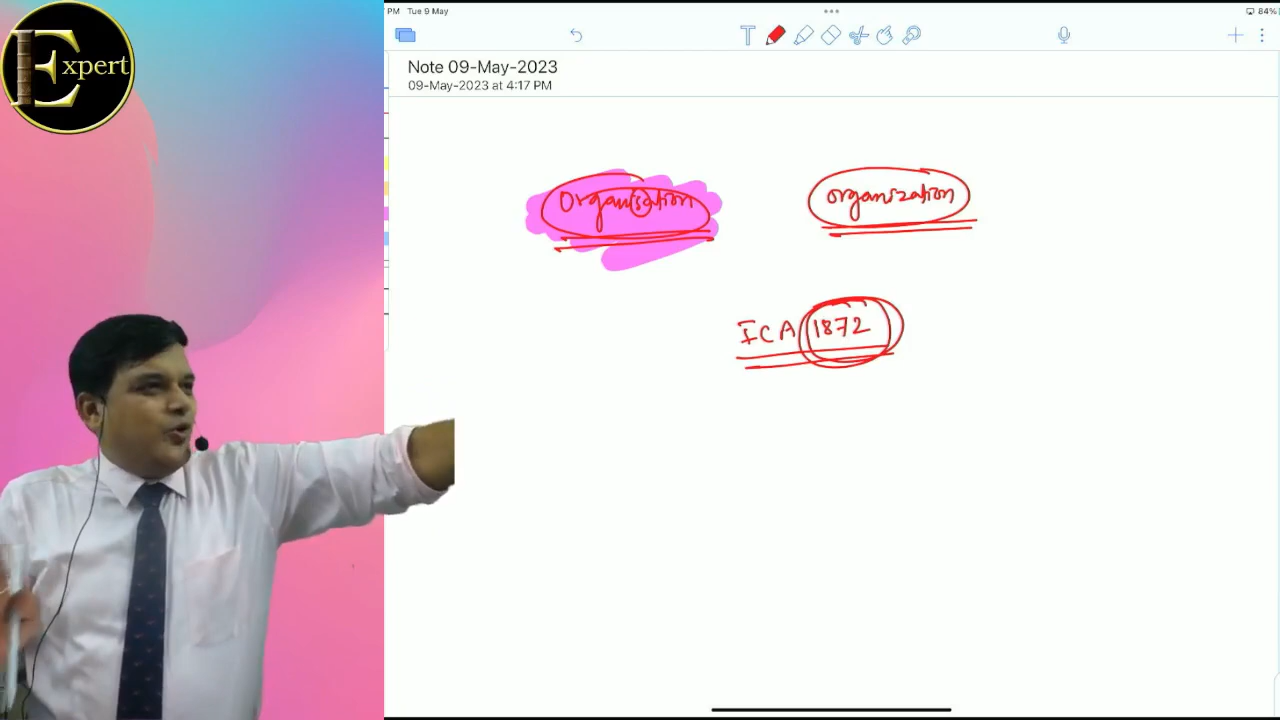 Expert
PM Tue 9 May
84%
T
Note 09-May-2023
09-May-2023 at 4:17 PM
Organisation
organization
ICA 1872